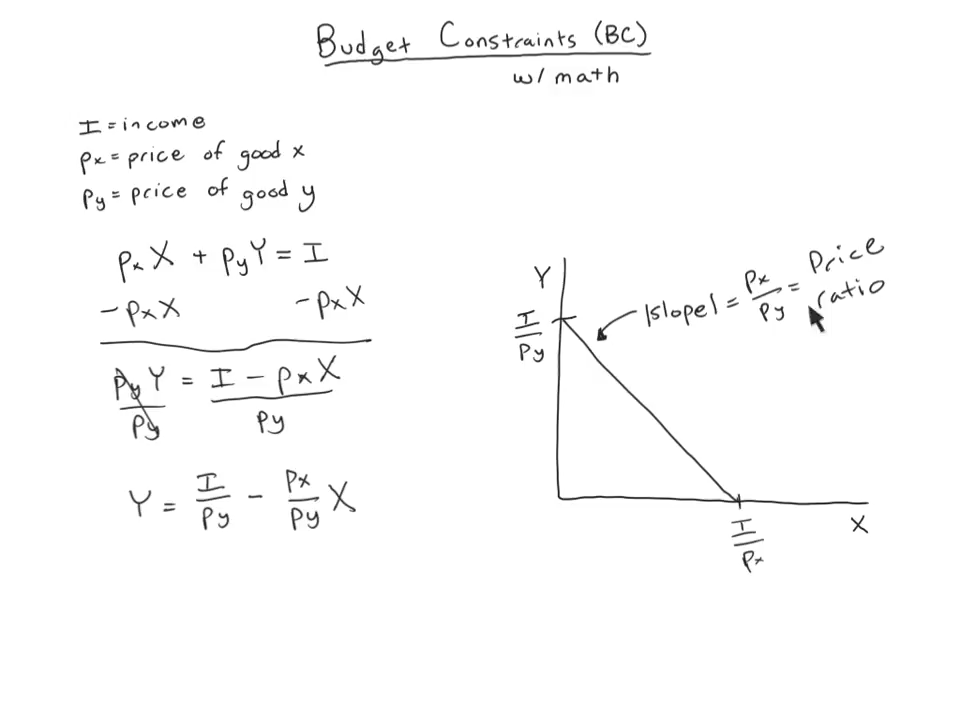 Budget Constraints (BC)
w/ math
I = income
Px = price of good x
Py = price of good y
PxX + PyY = I
- PxX - PxX
PyY = I - PxX
Py Py
Y = I/Py - Px/Py X
Y
I/Py
|slope| = Px/Py = Price ratio
I/Px
X